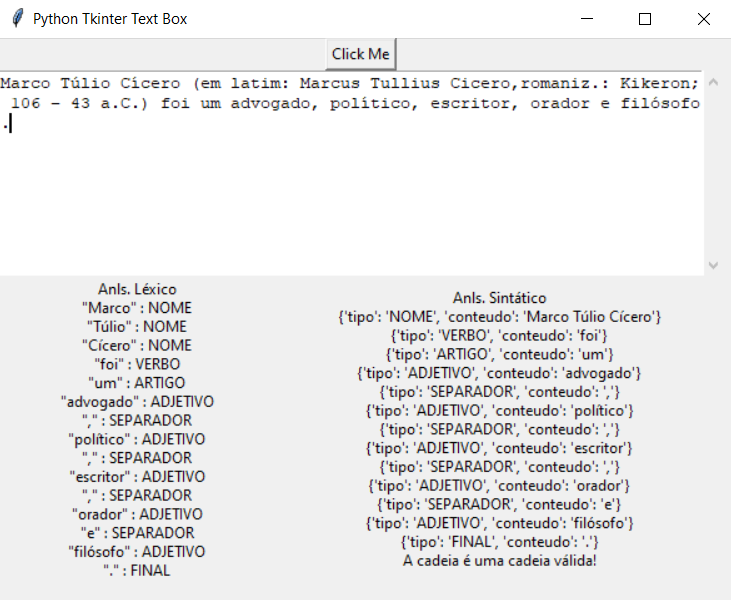 Python Tkinter Text Box
Click Me
Marco Túlio Cícero (em latim: Marcus Tullius Cicero,romaniz.: Kikeron;
106 – 43 a.C.) foi um advogado, político, escritor, orador e filósofo
.
Anls. Léxico
"Marco" : NOME
"Túlio" : NOME
"Cícero" : NOME
"foi" : VERBO
"um" : ARTIGO
"advogado" : ADJETIVO
"," : SEPARADOR
"político" : ADJETIVO
"," : SEPARADOR
"escritor" : ADJETIVO
"," : SEPARADOR
"orador" : ADJETIVO
"e" : SEPARADOR
"filósofo" : ADJETIVO
"." : FINAL
Anls. Sintático
{'tipo': 'NOME', 'conteudo': 'Marco Túlio Cícero'}
{'tipo': 'VERBO', 'conteudo': 'foi'}
{'tipo': 'ARTIGO', 'conteudo': 'um'}
{'tipo': 'ADJETIVO', 'conteudo': 'advogado'}
{'tipo': 'SEPARADOR', 'conteudo': ','}
{'tipo': 'ADJETIVO', 'conteudo': 'político'}
{'tipo': 'SEPARADOR', 'conteudo': ','}
{'tipo': 'ADJETIVO', 'conteudo': 'escritor'}
{'tipo': 'SEPARADOR', 'conteudo': ','}
{'tipo': 'ADJETIVO', 'conteudo': 'orador'}
{'tipo': 'SEPARADOR', 'conteudo': 'e'}
{'tipo': 'ADJETIVO', 'conteudo': 'filósofo'}
{'tipo': 'FINAL', 'conteudo': '.'}
A cadeia é uma cadeia válida!